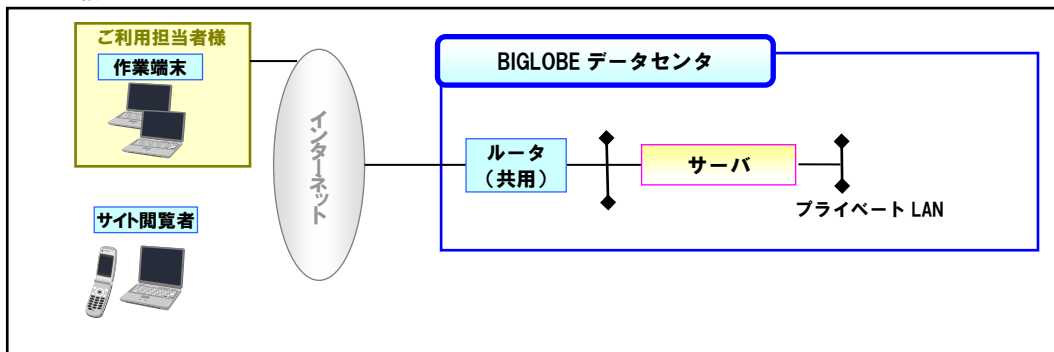 ご利用担当者様
作業端末
BIGLOBE データセンタ
インターネット
ルータ
（共用）
サーバ
プライベート LAN
サイト閲覧者